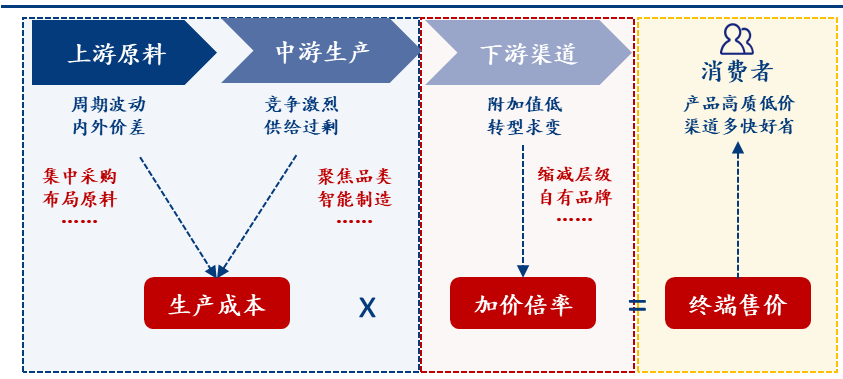 上游原料
中游生产
下游渠道
消费者
周期波动
内外价差
竞争激烈
供给过剩
附加值低
转型求变
产品高质低价
渠道多快好省
集中采购
布局原料
……
聚焦品类
智能制造
……
缩减层级
自有品牌
……
生产成本
X
加价倍率
=
终端售价